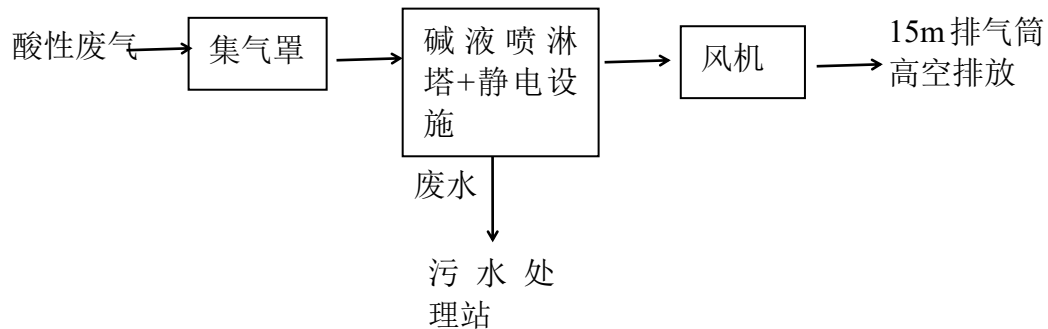 酸性废气
集气罩
碱液喷淋
塔+静电设
施
风机
15m排气筒
高空排放
废水
污水处
理站